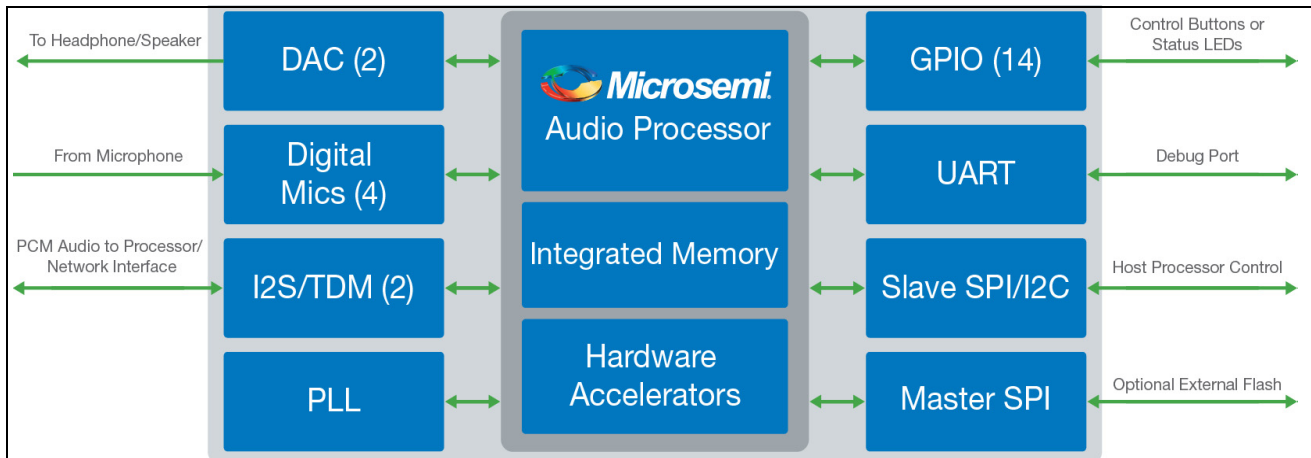 To Headphone/Speaker
DAC (2)
From Microphone
Digital
Mics (4)
PCM Audio to Processor/
Network Interface
I2S/TDM (2)
PLL
Microsemi.
Audio Processor
Integrated Memory
Hardware
Accelerators
GPIO (14)
Control Buttons or
Status LEDs
UART
Debug Port
Slave SPI/I2C
Host Processor Control
Master SPI
Optional External Flash